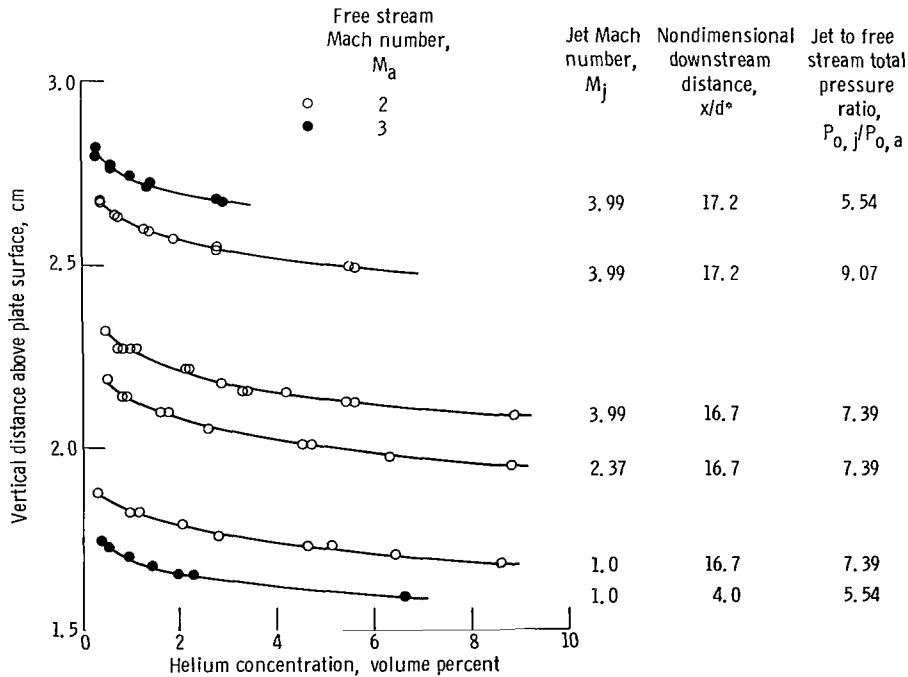 Free stream
Mach number,
Ma
2
3
Jet Mach
number,
Mj
Nondimensional
downstream
distance,
x/d*
Jet to free
stream total
pressure
ratio,
Po, j/Po, a
3.99 17.2 5.54
3.99 17.2 9.07
3.99 16.7 7.39
2.37 16.7 7.39
1.0 16.7 7.39
1.0 4.0 5.54
Vertical distance above plate surface, cm
3.0
2.5
2.0
1.5
0 2 4 6 8 10
Helium concentration, volume percent